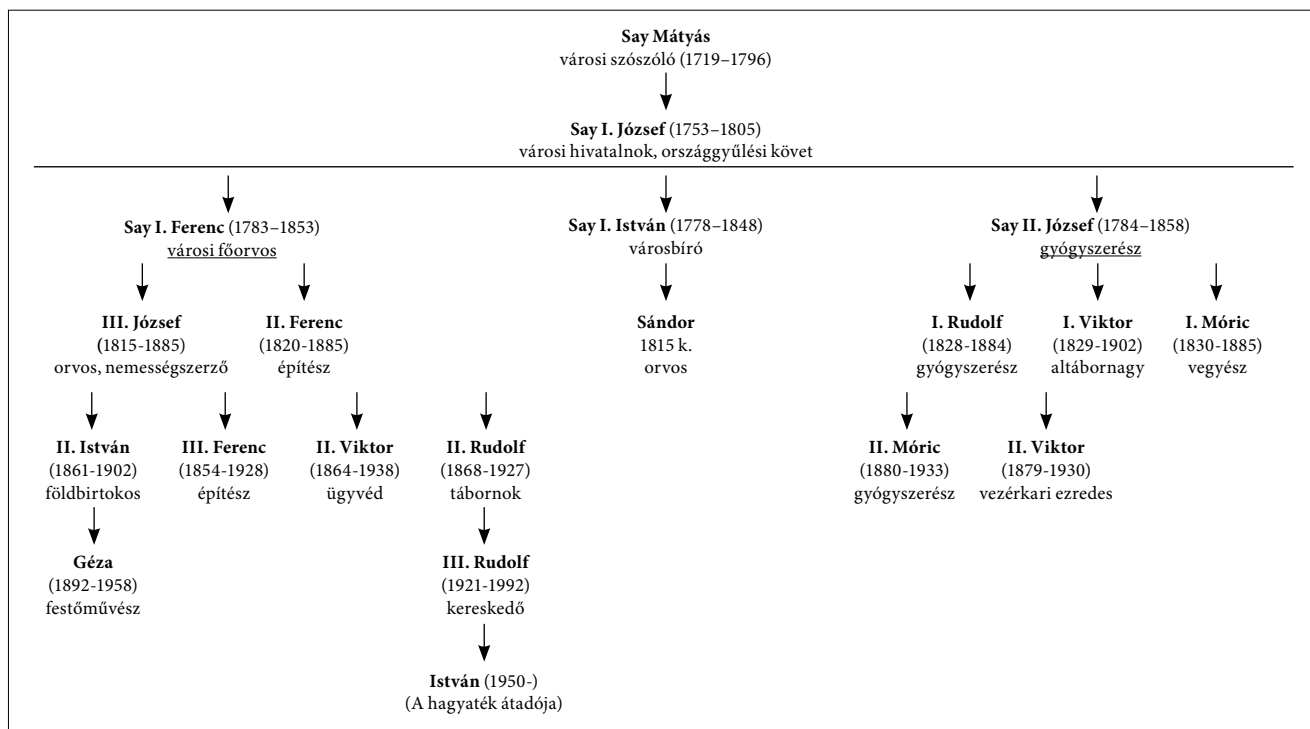 Say Mátyás
városi szószóló (1719–1796)
Say I. József (1753–1805)
városi hivatalnok, országgyűlési követ
Say I. Ferenc (1783–1853)
városi főorvos
Say I. István (1778–1848)
városbíró
Say II. József (1784–1858)
gyógyszerész
III. József
(1815-1885)
orvos, nemességszerző
II. Ferenc
(1820-1885)
építész
Sándor
1815 k.
orvos
I. Rudolf
(1828-1884)
gyógyszerész
I. Viktor
(1829-1902)
altábornagy
I. Móric
(1830-1885)
vegyész
II. István
(1861-1902)
földbirtokos
III. Ferenc
(1854-1928)
építész
II. Viktor
(1864-1938)
ügyvéd
II. Rudolf
(1868-1927)
tábornok
II. Móric
(1880-1933)
gyógyszerész
II. Viktor
(1879-1930)
vezérkari ezredes
Géza
(1892-1958)
festőművész
III. Rudolf
(1921-1992)
kereskedő
István (1950-)
(A hagyaték átadója)